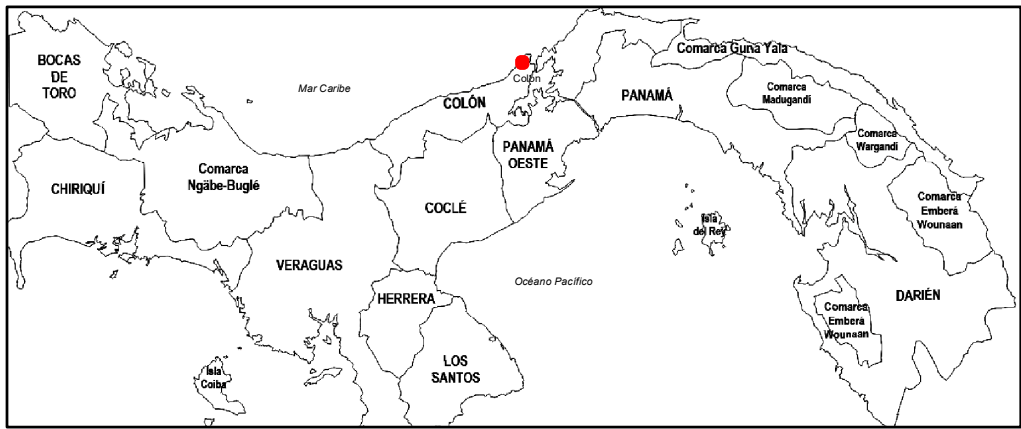 BOCAS
DE
TORO
Mar Caribe
Colón
COLÓN
PANAMÁ
Comarca Guna Yala
Comarca
Madugandi
Comarca
Wargandi
CHIRIQUÍ
Comarca
Ngäbe-Buglé
PANAMÁ
OESTE
COCLÉ
Comarca
Emberá
Wounaan
Isla
del Rey
VERAGUAS
Océano Pacífico
HERRERA
DARIÉN
Comarca
Emberá
Wounaan
Isla
Coiba
LOS
SANTOS